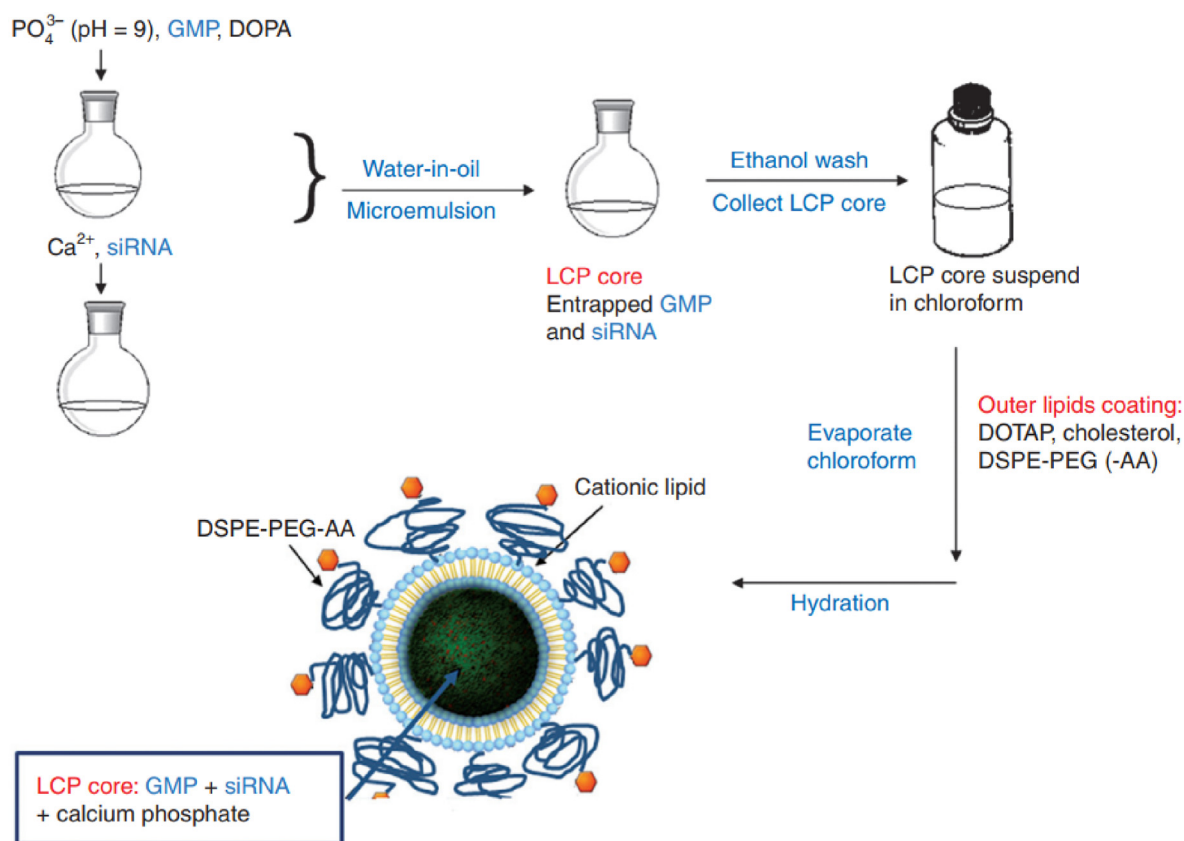 PO₄³⁻ (pH = 9), GMP, DOPA
Ca²⁺, siRNA
Water-in-oil
Microemulsion
LCP core
Entrapped GMP
and siRNA
Ethanol wash
Collect LCP core
LCP core suspend
in chloroform
Evaporate
chloroform
Outer lipids coating:
DOTAP, cholesterol,
DSPE-PEG (-AA)
Hydration
Cationic lipid
DSPE-PEG-AA
LCP core: GMP + siRNA
+ calcium phosphate